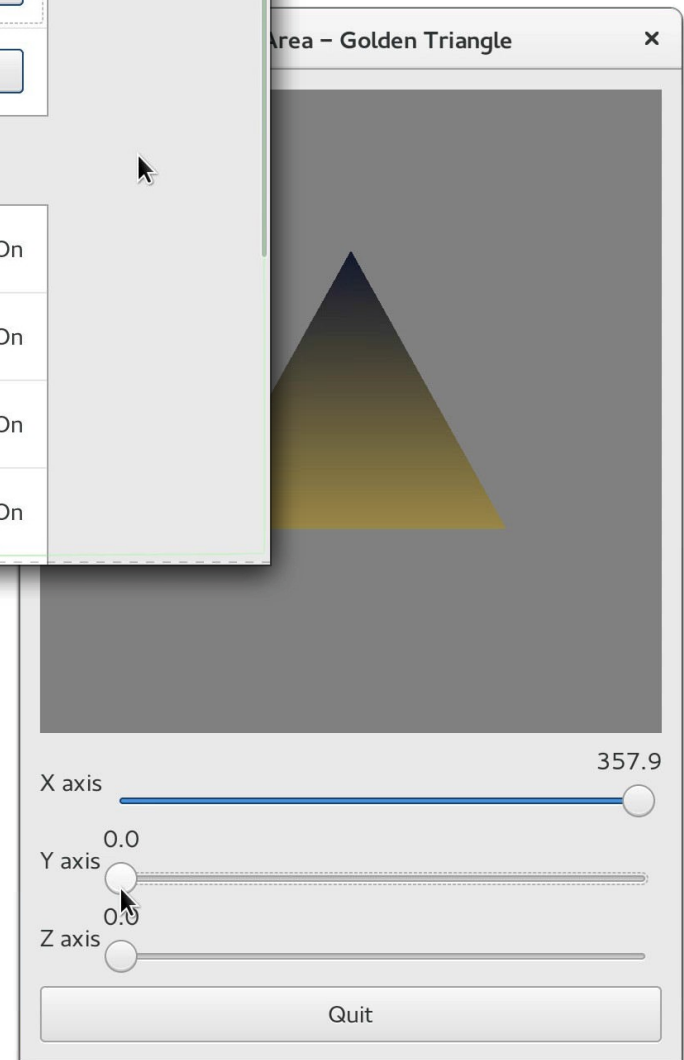 Area – Golden Triangle
On
On
On
On
357.9
X axis
0.0
Y axis
0.0
Z axis
Quit